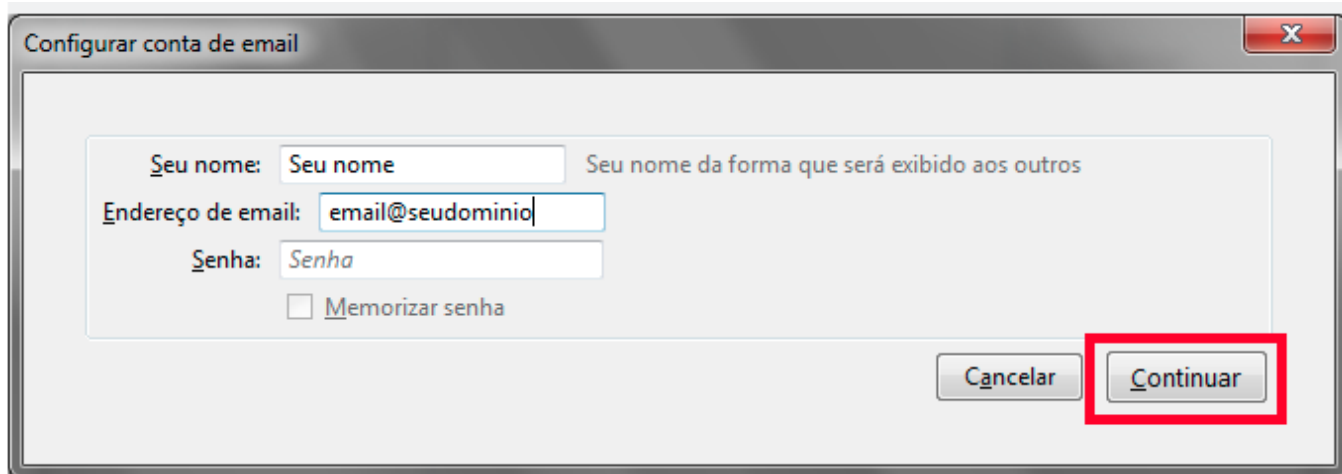 Configurar conta de email
Seu nome: Seu nome Seu nome da forma que será exibido aos outros
Endereço de email: email@seudominio
Senha: Senha
Memorizar senha
Cancelar Continuar